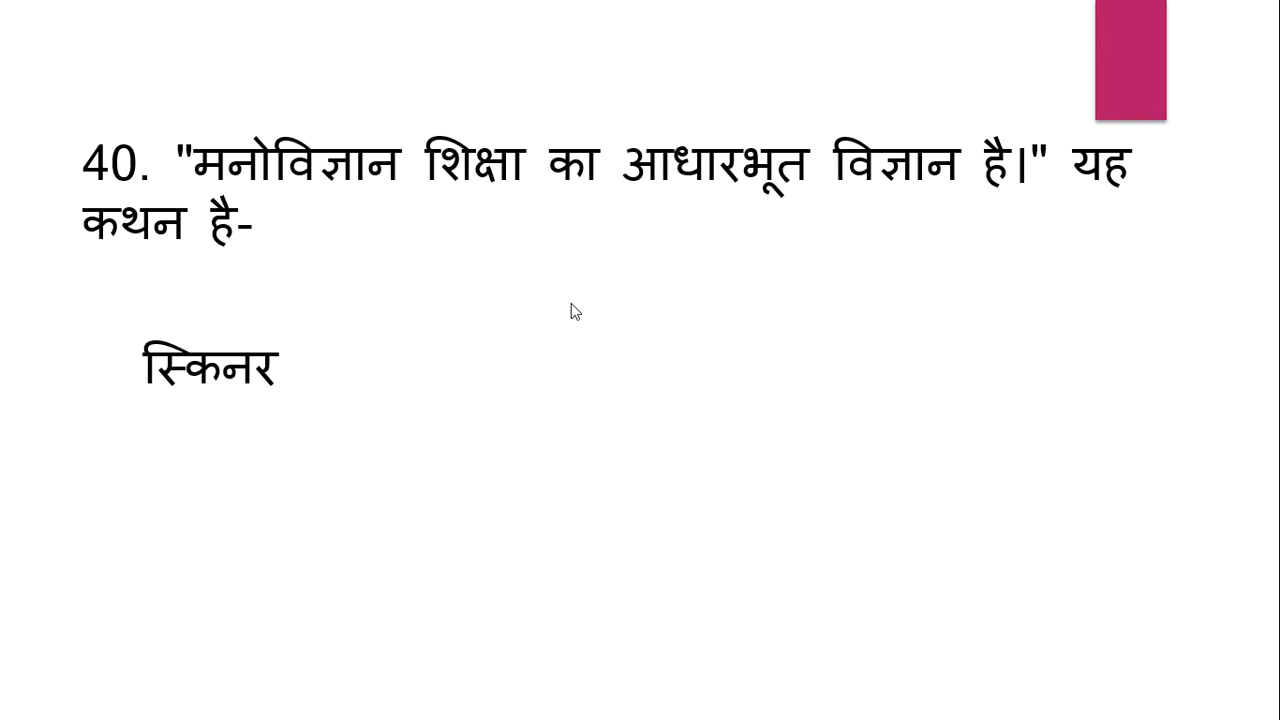 40. "मनोविज्ञान शिक्षा का आधारभूत विज्ञान है।" यह
कथन है-
स्किनर